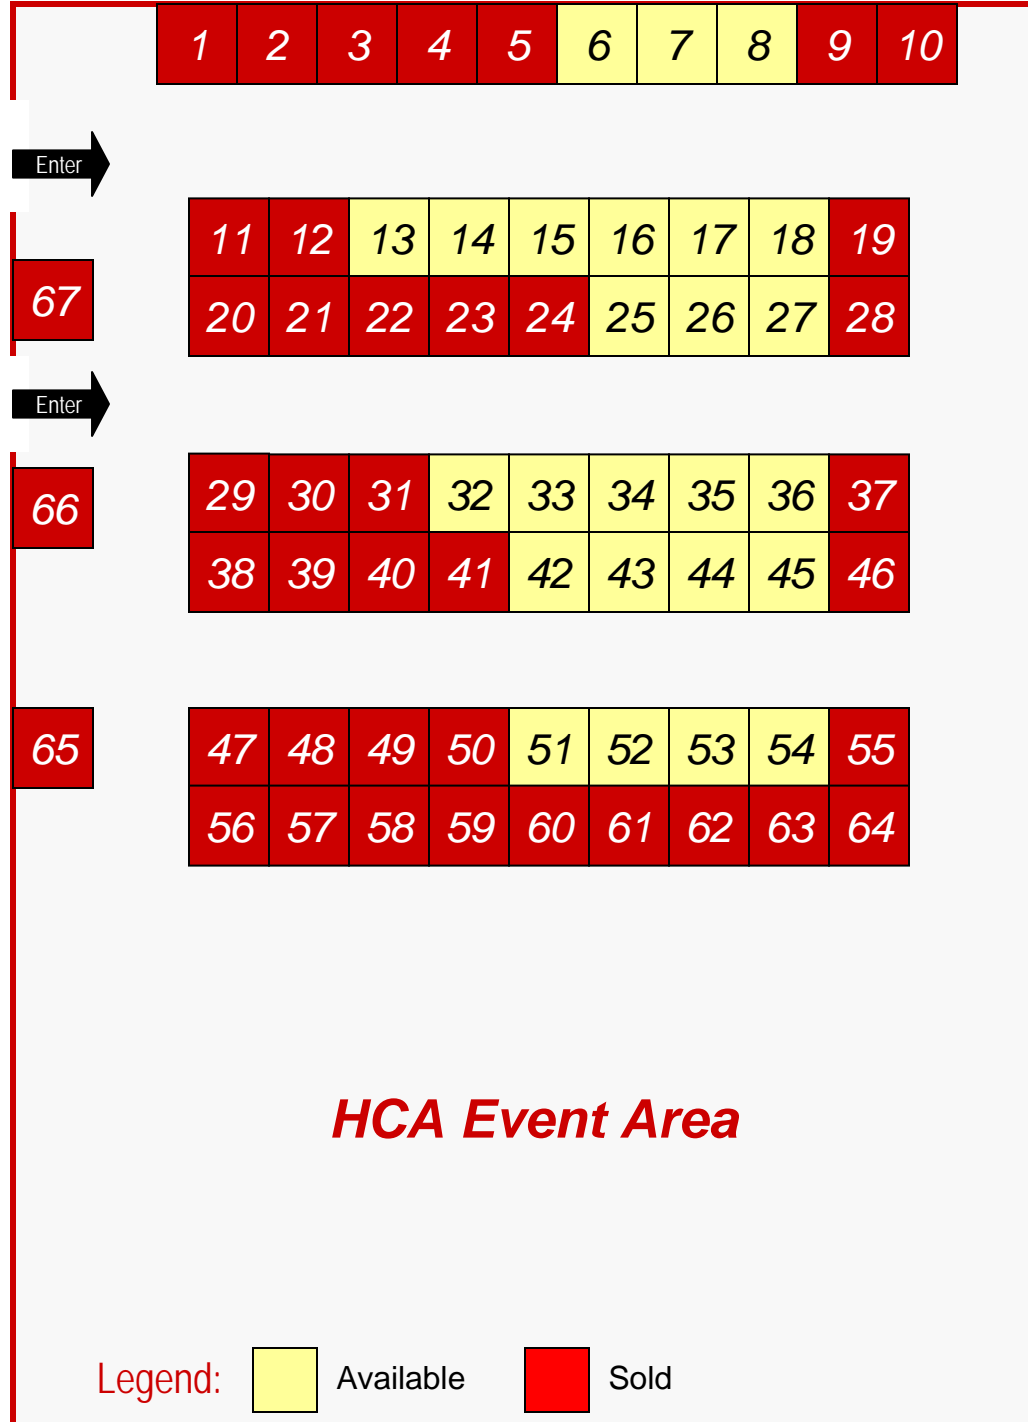 1 2 3 4 5 6 7 8 9 10
Enter
11 12 13 14 15 16 17 18 19
67
20 21 22 23 24 25 26 27 28
Enter
29 30 31 32 33 34 35 36 37
66
38 39 40 41 42 43 44 45 46
65
47 48 49 50 51 52 53 54 55
56 57 58 59 60 61 62 63 64
HCA Event Area
Legend: Available Sold